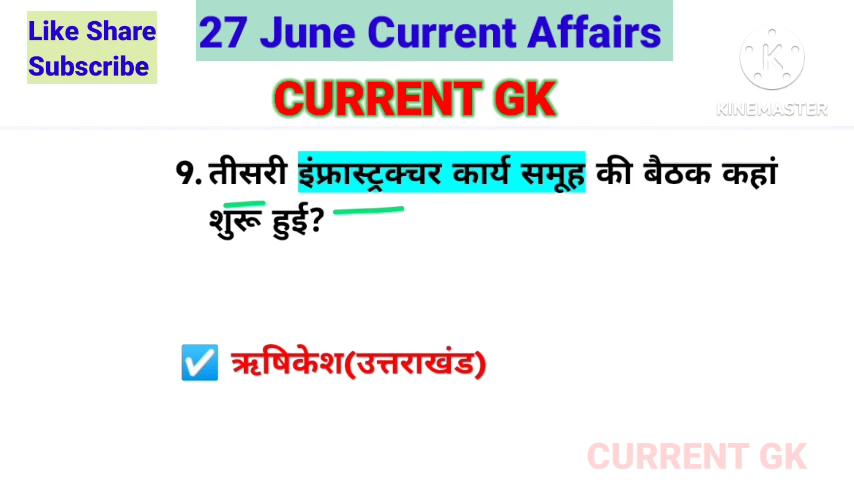 Like Share
Subscribe
27 June Current Affairs
CURRENT GK
KINEMASTER
9. तीसरी इंफ्रास्ट्रक्चर कार्य समूह की बैठक कहां
शुरू हुई?
ऋषिकेश(उत्तराखंड)
CURRENT GK